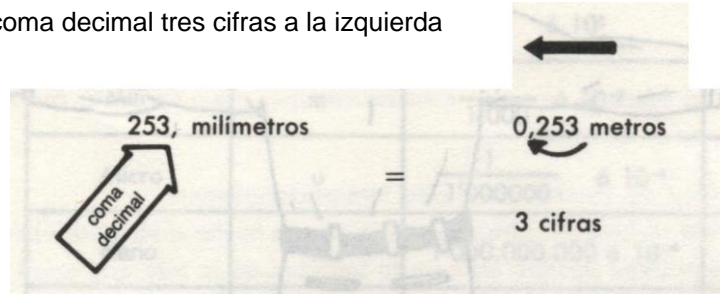 coma decimal tres cifras a la izquierda
253, milímetros
0,253 metros
coma
decimal
=
3 cifras